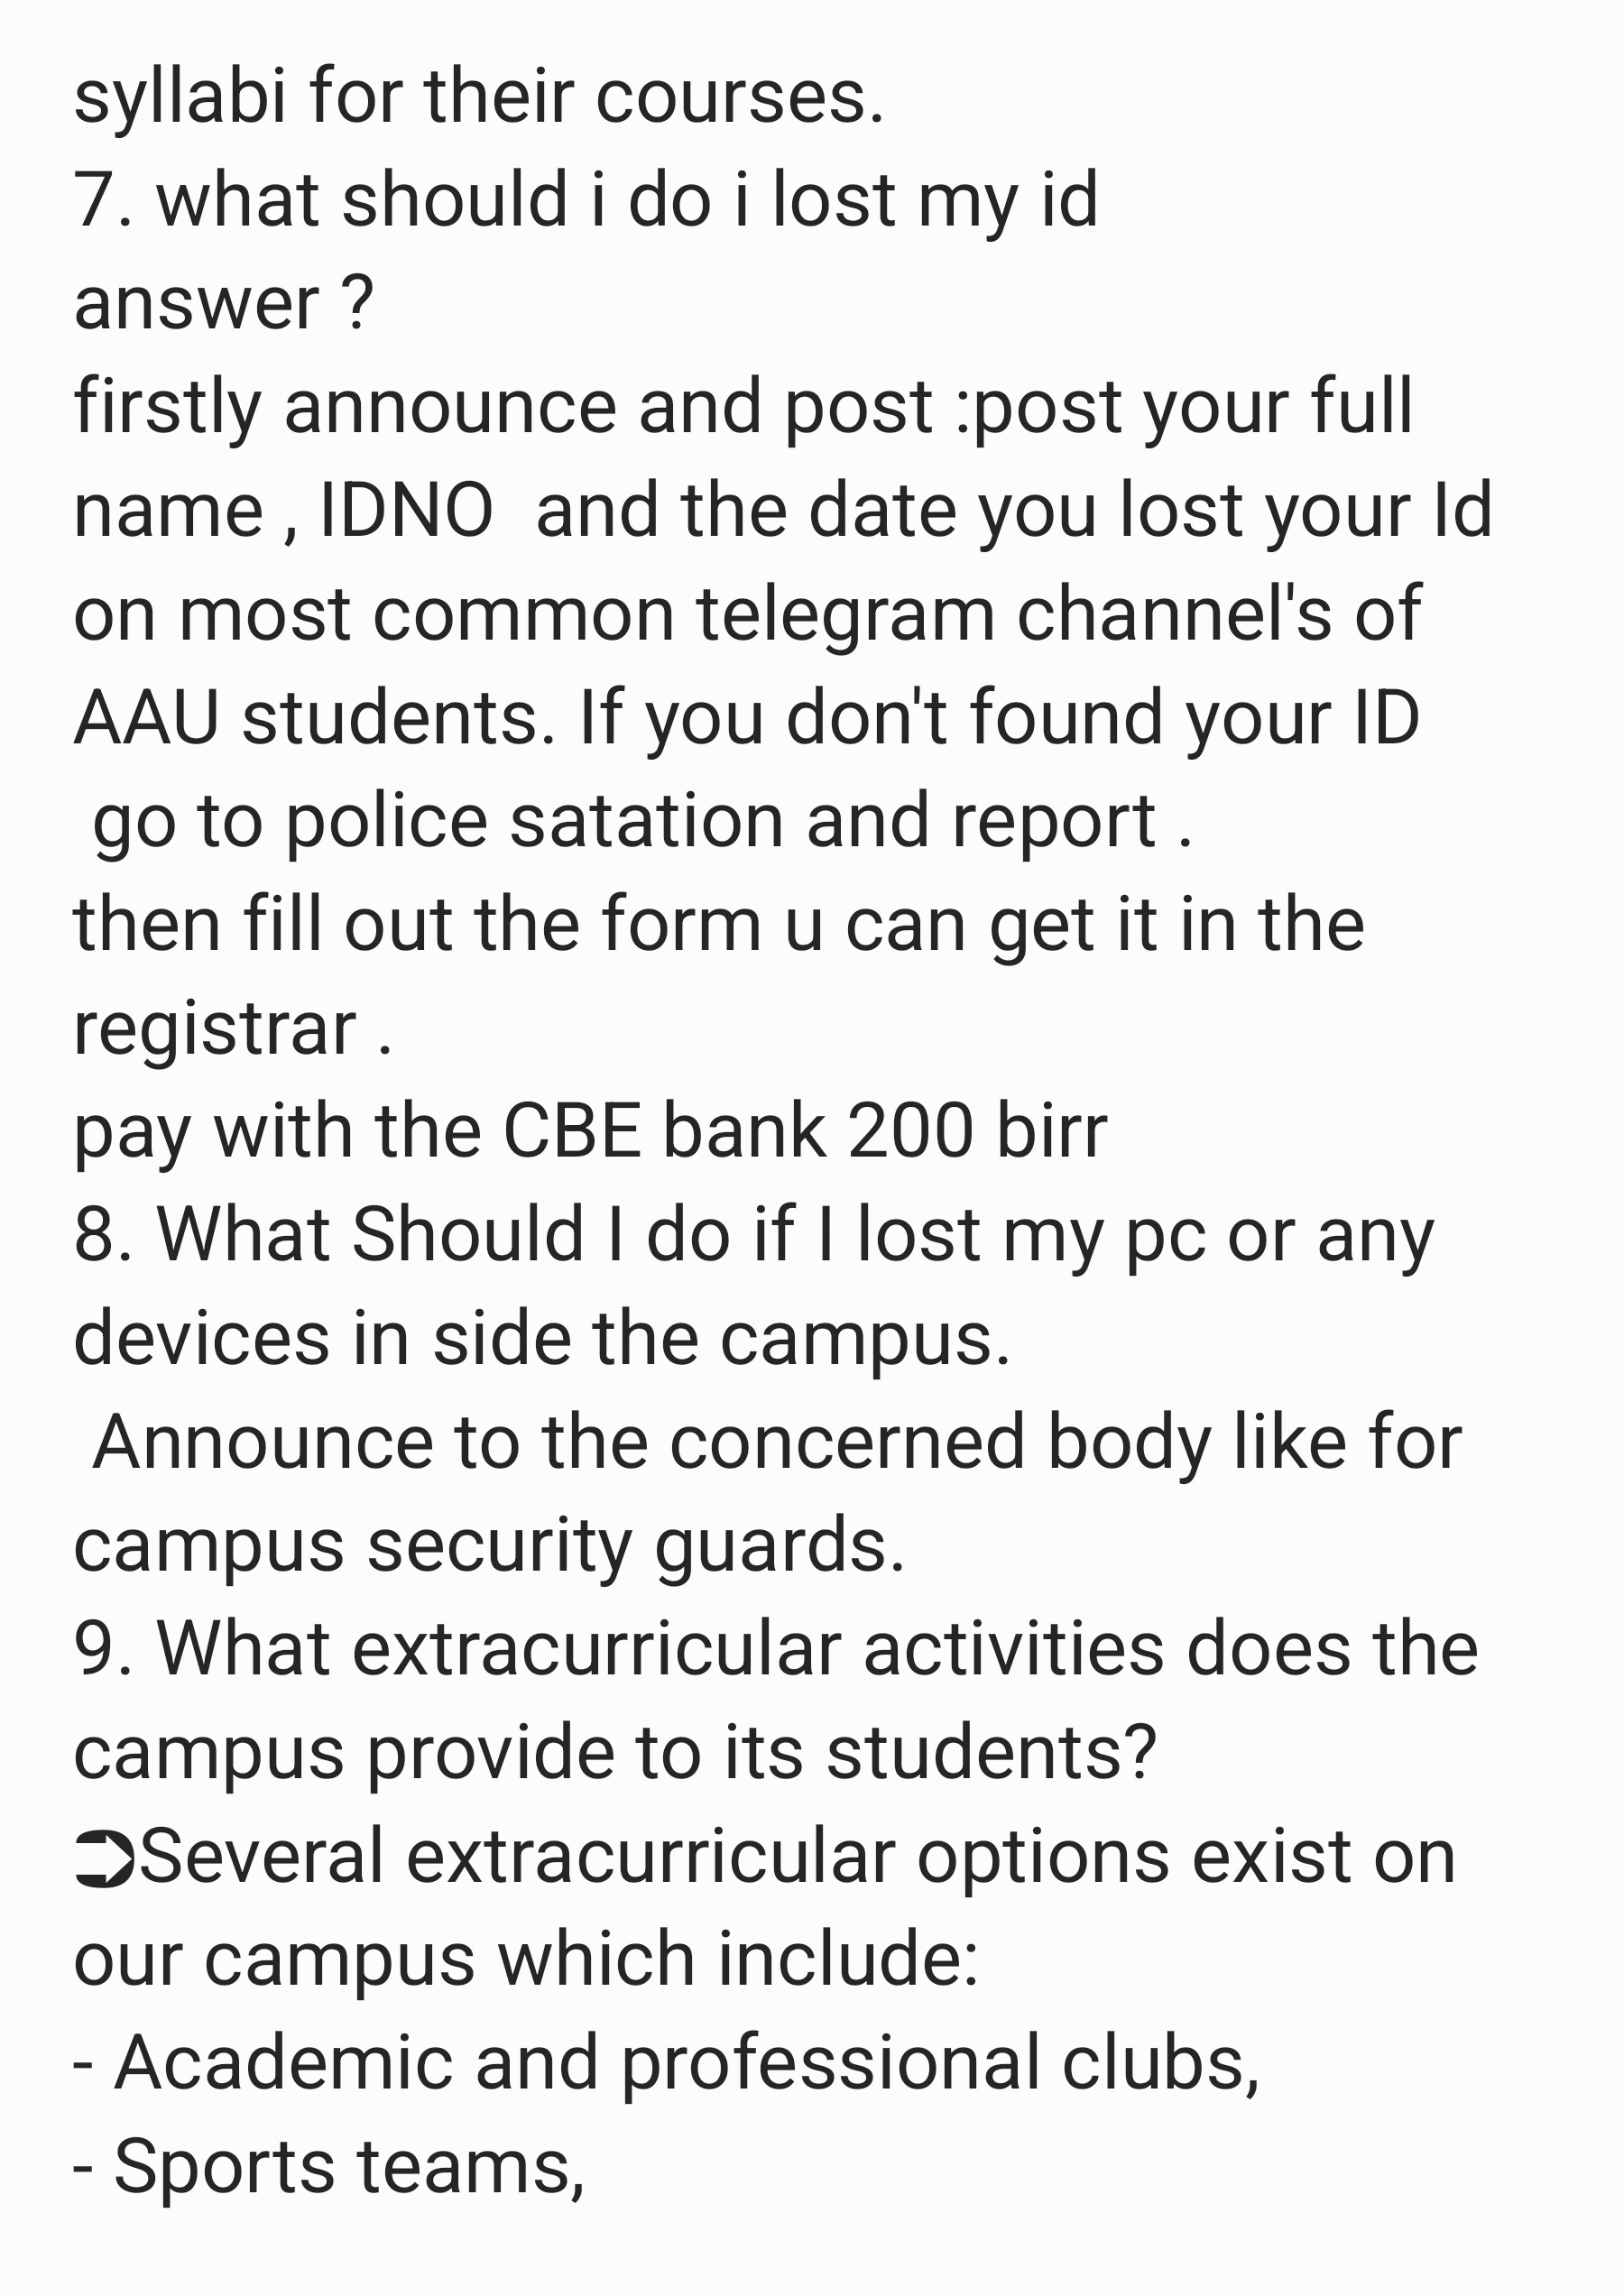 syllabi for their courses.
7. what should i do i lost my id
answer ?
firstly announce and post :post your full
name , IDNO  and the date you lost your Id
on most common telegram channel's of
AAU students. If you don't found your ID
 go to police satation and report .
then fill out the form u can get it in the
registrar .
pay with the CBE bank 200 birr
8. What Should I do if I lost my pc or any
devices in side the campus.
 Announce to the concerned body like for
campus security guards.
9. What extracurricular activities does the
campus provide to its students?
➲Several extracurricular options exist on
our campus which include:
- Academic and professional clubs,
- Sports teams,